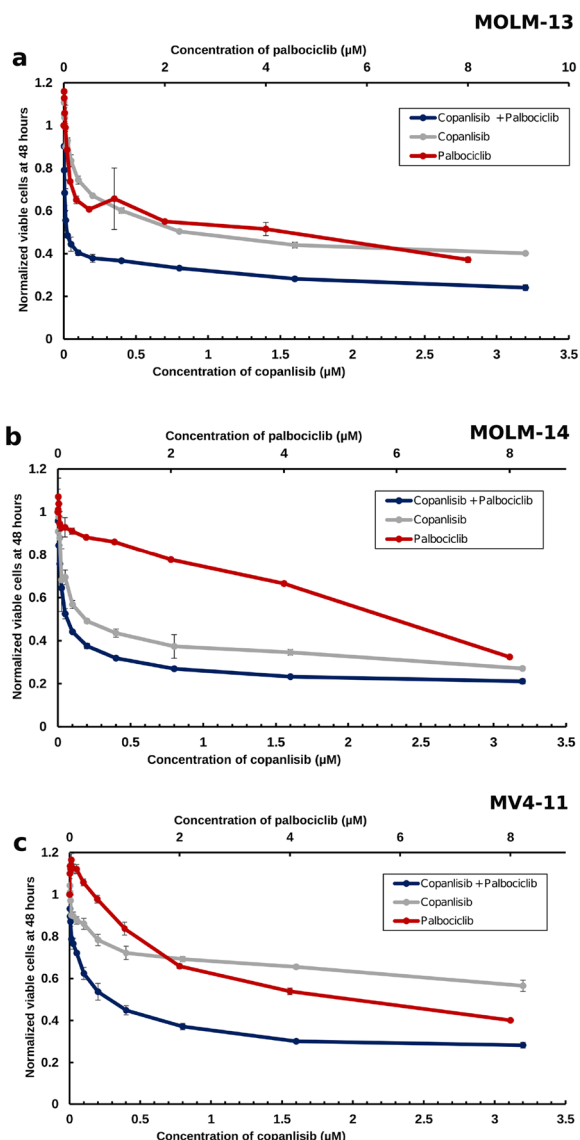 MOLM-13
a
Concentration of palbociclib (µM)
0 2 4 6 8 10
1.2
1
0.8
0.6
0.4
0.2
0
Normalized viable cells at 48 hours
Copanlisib +Palbociclib
Copanlisib
Palbociclib
0 0.5 1 1.5 2 2.5 3 3.5
Concentration of copanlisib (µM)
b
MOLM-14
Concentration of palbociclib (µM)
0 2 4 6 8
1.2
1
0.8
0.6
0.4
0.2
0
Normalized viable cells at 48 hours
Copanlisib +Palbociclib
Copanlisib
Palbociclib
0 0.5 1 1.5 2 2.5 3 3.5
Concentration of copanlisib (µM)
MV4-11
c
Concentration of palbociclib (µM)
0 2 4 6 8
1.2
1
0.8
0.6
0.4
0.2
0
Normalized viable cells at 48 hours
Copanlisib +Palbociclib
Copanlisib
Palbociclib
0 0.5 1 1.5 2 2.5 3 3.5
Concentration of copanlisib (µM)